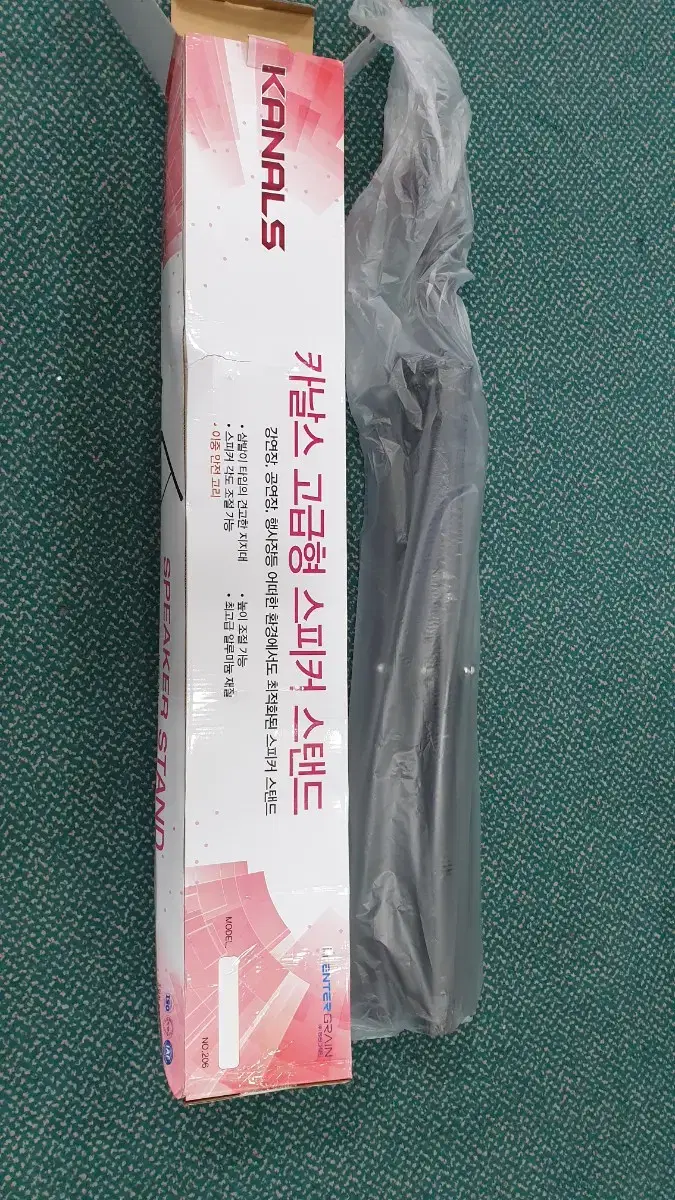 KANALS
카날스 고급형 스피커 스탠드
강연장, 공연장, 행사장등 어떠한 환경에서도 최적화된 스피커 스탠드
• 삼발이 타입의 견고한 지지대
• 스피커 각도 조절 가능
• 이중 안전 고리
• 높이 조절 가능
• 최고급 알루미늄 재질
ENTERGRAIN
MODEL
NO:206
SPEAKER STAND